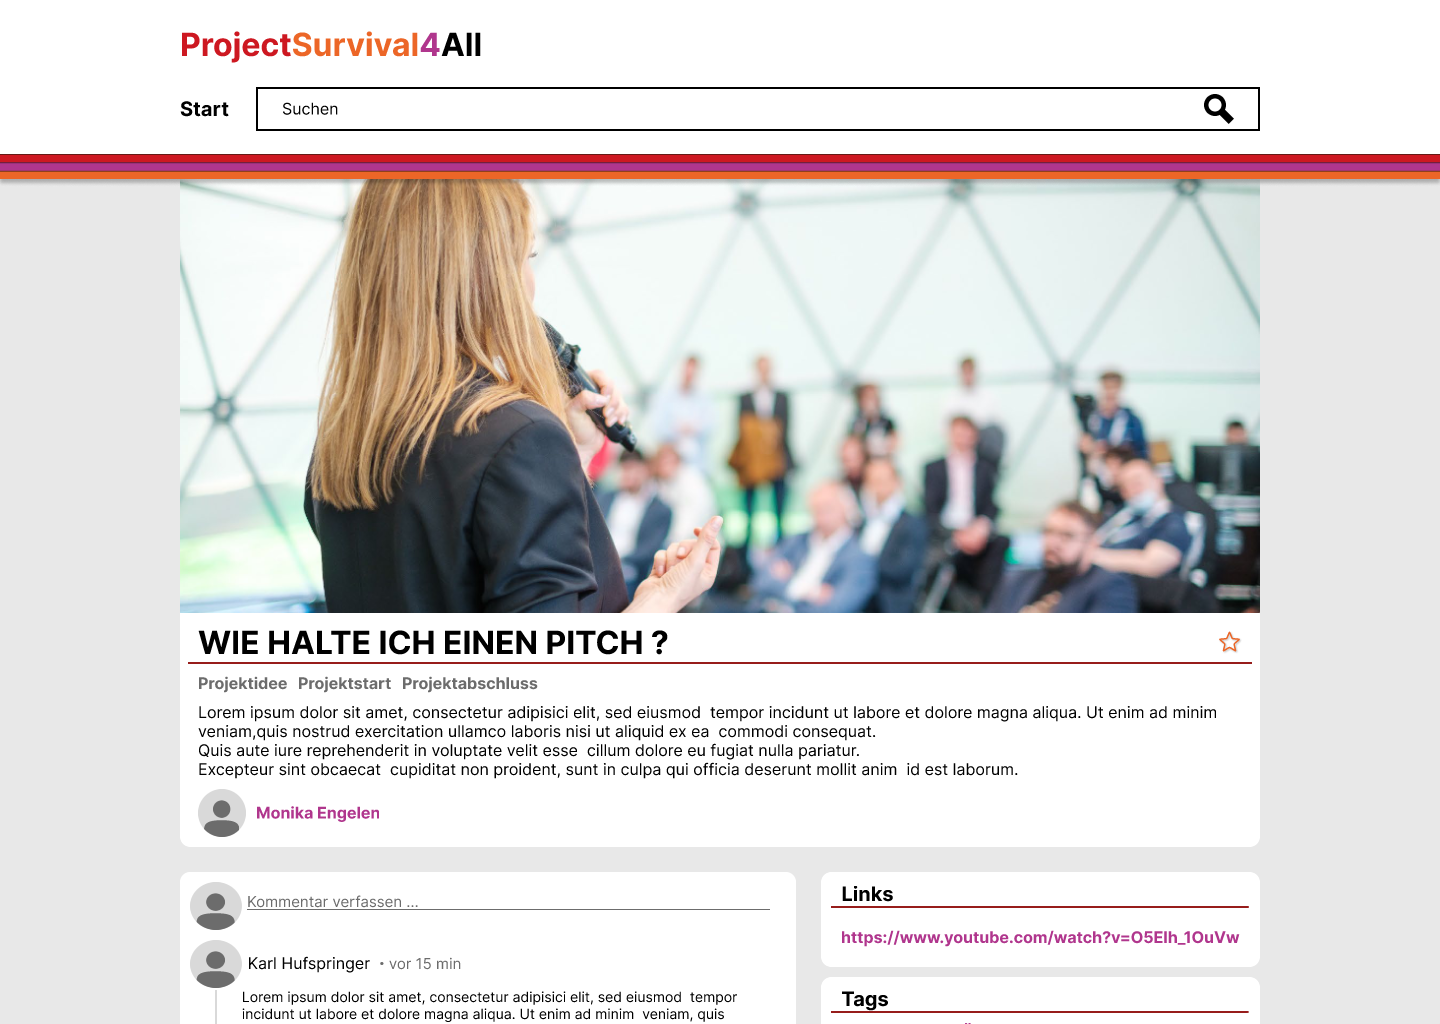 ProjectSurvival4All
Start
Suchen
WIE HALTE ICH EINEN PITCH ?
Projektidee Projektstart Projektabschluss
Lorem ipsum dolor sit amet, consectetur adipisici elit, sed eiusmod tempor incidunt ut labore et dolore magna aliqua. Ut enim ad minim
veniam,quis nostrud exercitation ullamco laboris nisi ut aliquid ex ea commodi consequat.
Quis aute iure reprehenderit in voluptate velit esse cillum dolore eu fugiat nulla pariatur.
Excepteur sint obcaecat cupiditat non proident, sunt in culpa qui officia deserunt mollit anim id est laborum.
Monika Engelen
Kommentar verfassen ...
Karl Hufspringer • vor 15 min
Lorem ipsum dolor sit amet, consectetur adipisici elit, sed eiusmod tempor
incidunt ut labore et dolore magna aliqua. Ut enim ad minim veniam, quis
Links
https://www.youtube.com/watch?v=O5EIh_1OuVw
Tags